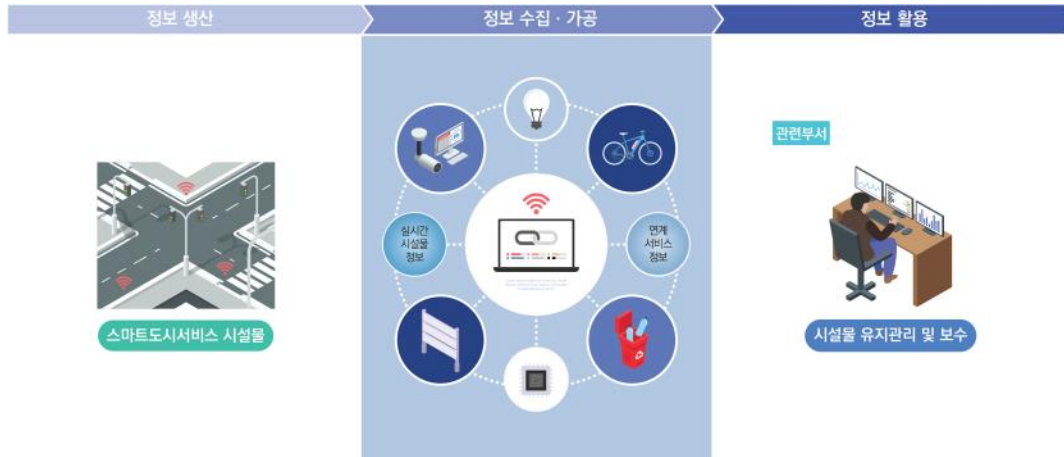 정보 생산
정보 수집 · 가공
정보 활용
관련부서
실시간
시설물
정보
연계
서비스
정보
스마트도시서비스 시설물
시설물 유지관리 및 보수